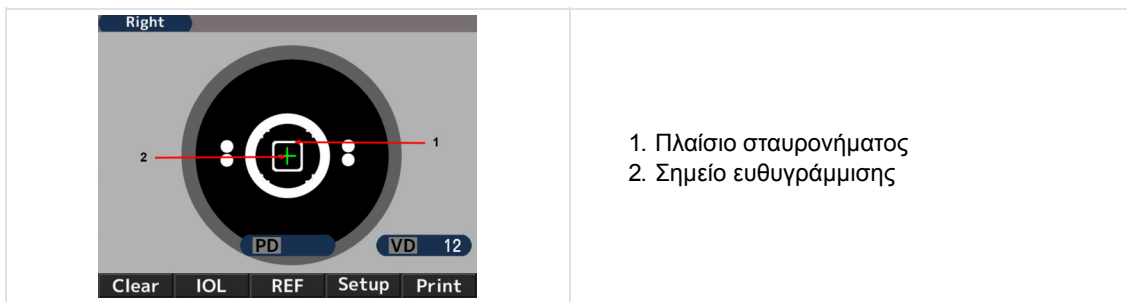 Right
1
2
PD
VD 12
Clear IOL REF Setup Print
1. Πλαίσιο σταυρονήματος
2. Σημείο ευθυγράμμισης